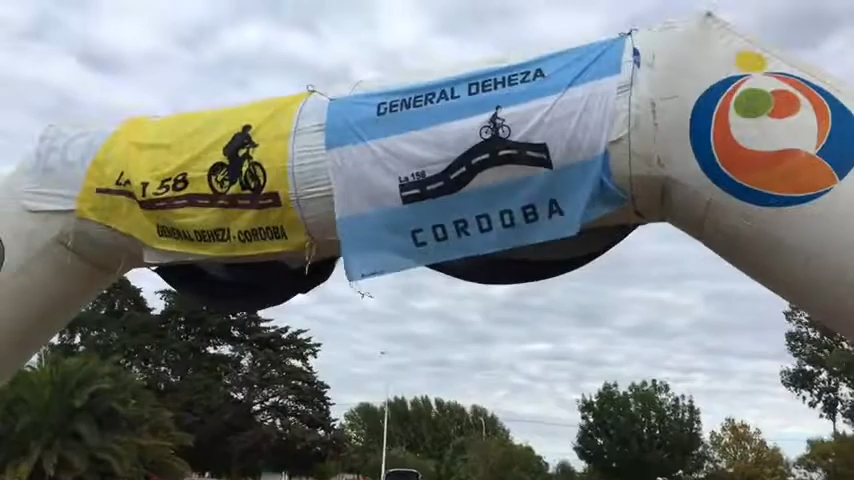 LA 158
GENERAL DEHEZA - CORDOBA
GENERAL DEHEZA
La 158
CORDOBA